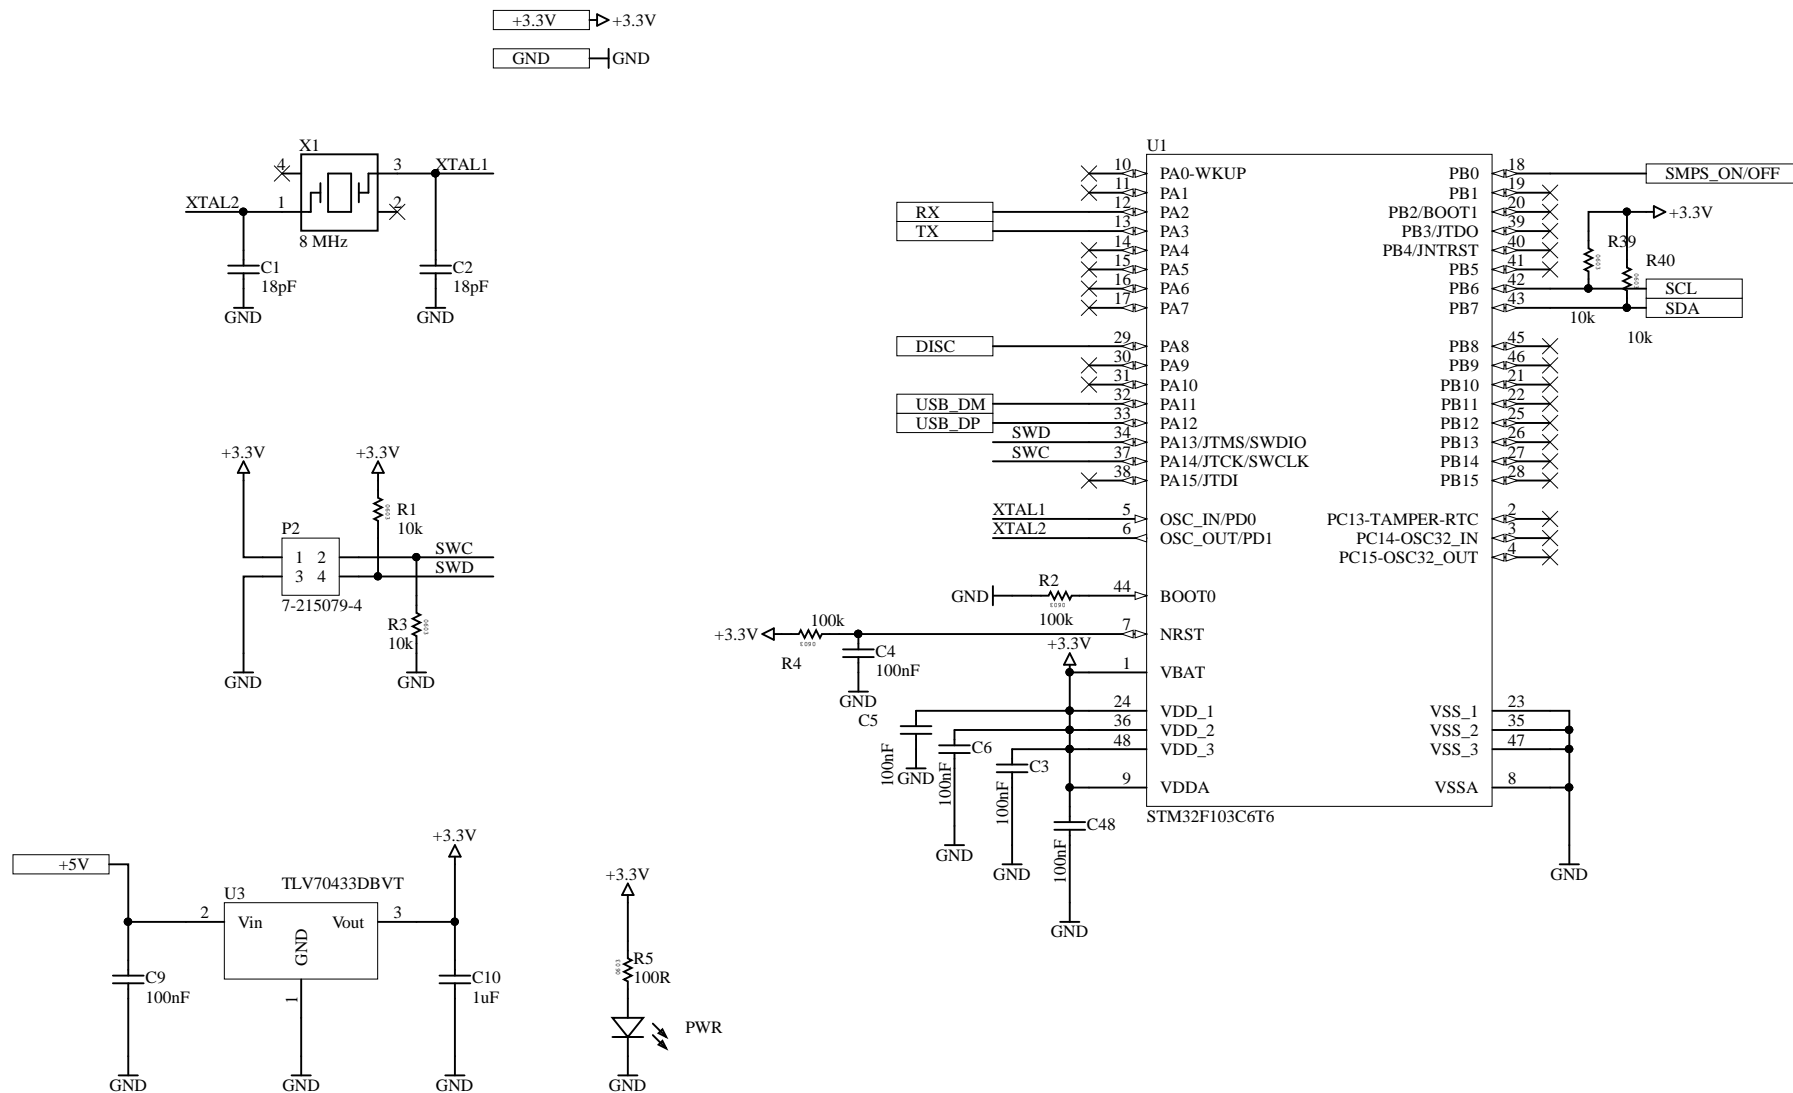 +3.3V +3.3V
GND GND
X1
4 3 XTAL1
XTAL2 1 2
8 MHz
C1
18pF
C2
18pF
GND GND
+3.3V +3.3V
R1
10k
0603
P2
1 2 SWC
3 4 SWD
7-215079-4
R3
10k
0603
GND GND
+5V
+3.3V
TLV70433DBVT
U3
2 Vin Vout 3
GND
1
C9
100nF
C10
1uF
GND GND GND
+3.3V
R5
100R
0603
PWR
GND
U1
10 PA0-WKUP
11 PA1
RX 12 PA2
TX 13 PA3
14 PA4
15 PA5
16 PA6
17 PA7
DISC 29 PA8
30 PA9
31 PA10
USB_DM 32 PA11
USB_DP 33 PA12
SWD 34 PA13/JTMS/SWDIO
SWC 37 PA14/JTCK/SWCLK
38 PA15/JTDI
XTAL1 5 OSC_IN/PD0
XTAL2 6 OSC_OUT/PD1
R2
GND 44 BOOT0
0603
100k
100k
+3.3V 7 NRST
0603
R4
C4
100nF
GND
+3.3V
1 VBAT
24 VDD_1
36 VDD_2
48 VDD_3
9 VDDA
C5
100nF
GND
C6
100nF
GND
C3
100nF
GND
C48
100nF
GND
PB0 18 SMPS_ON/OFF
PB1 19
PB2/BOOT1 20
PB3/JTDO 39
PB4/JNTRST 40
PB5 41
PB6 42 SCL
PB7 43 SDA
+3.3V
R39
0603
10k
R40
10k
PB8 45
PB9 46
PB10 21
PB11 22
PB12 25
PB13 26
PB14 27
PB15 28
PC13-TAMPER-RTC 2
PC14-OSC32_IN 3
PC15-OSC32_OUT 4
VSS_1 23
VSS_2 35
VSS_3 47
VSSA 8
GND
STM32F103C6T6